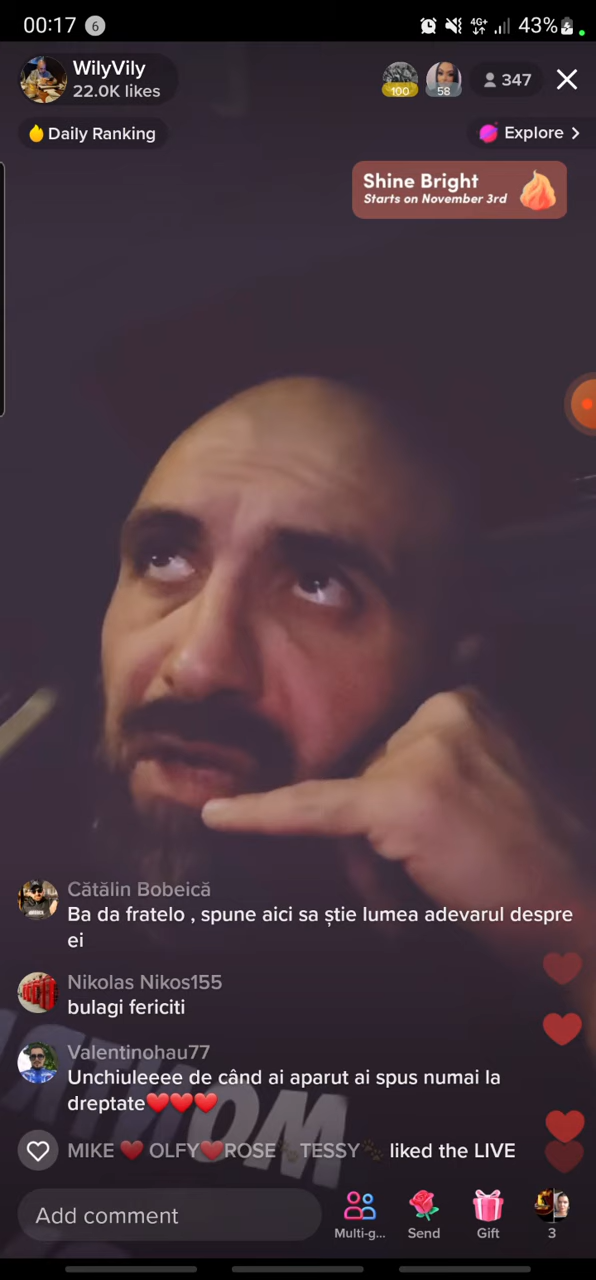 00:17 6 4G+ 43%
WilyVily
22.0K likes
100
58
347
Daily Ranking
Explore
Shine Bright
Starts on November 3rd
Cătălin Bobeică
Ba da fratelo , spune aici sa știe lumea adevarul despre
ei
Nikolas Nikos155
bulagi fericiti
Valentinohau77
Unchiuleeee de când ai aparut ai spus numai la
dreptate❤️❤️❤️
MIKE ❤️ OLFY❤️ROSE🐾TESSY🐾 liked the LIVE
Add comment
Multi-g...
Send
Gift
3